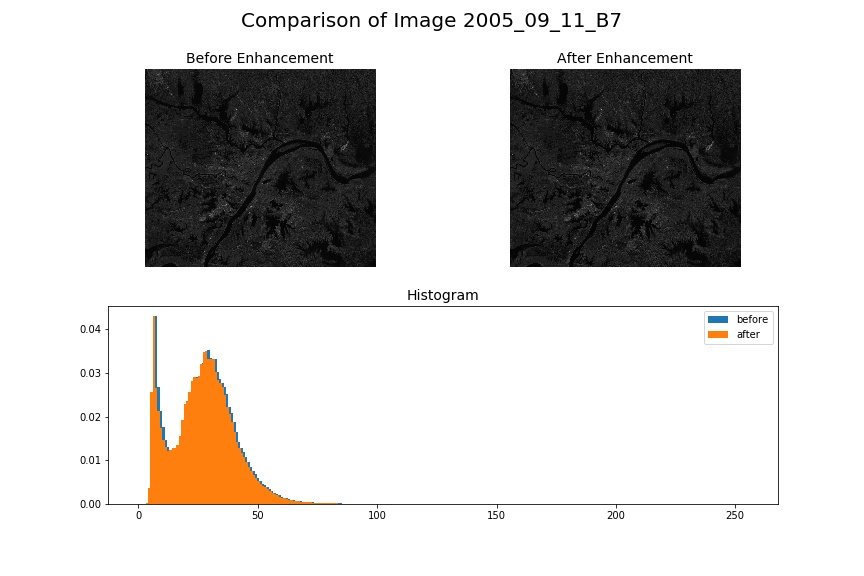 Comparison of Image 2005_09_11_B7
Before Enhancement
After Enhancement
Histogram
before
after
0.04
0.03
0.02
0.01
0.00
0 50 100 150 200 250